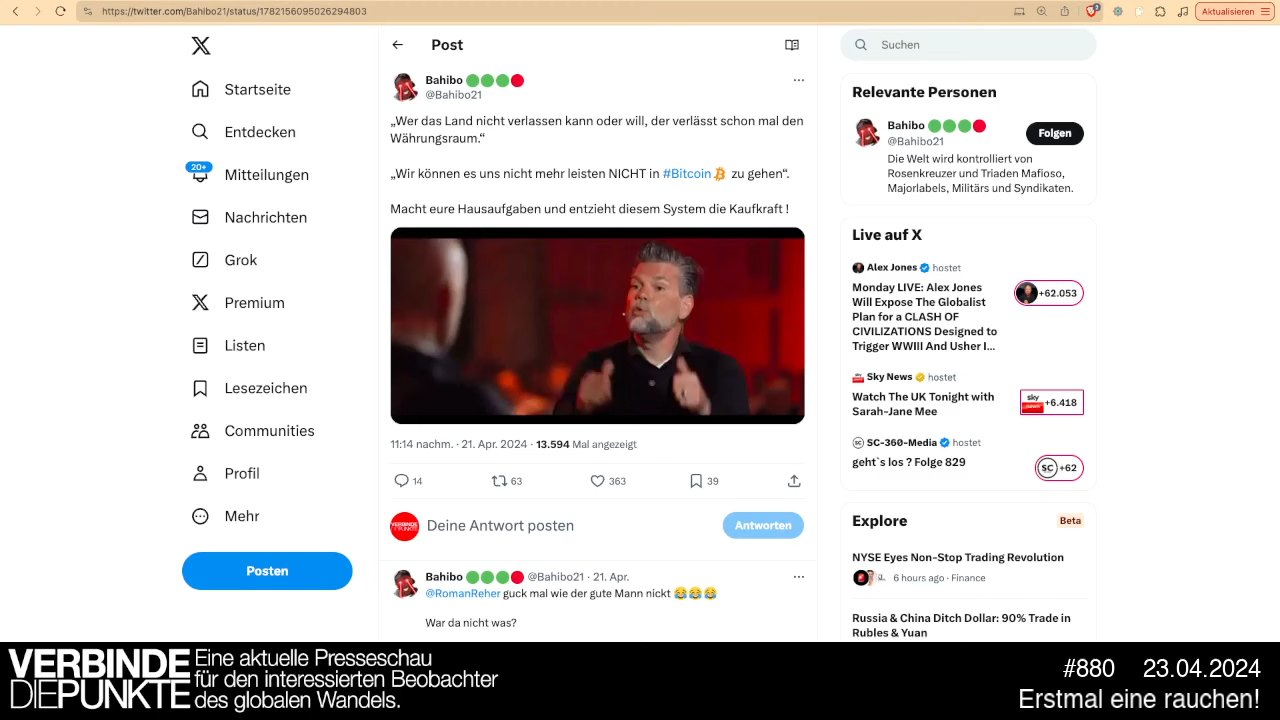 https://twitter.com/Bahibo21/status/1782156095026294803
Aktualisieren
Startseite
Entdecken
20+
Mitteilungen
Nachrichten
Grok
Premium
Listen
Lesezeichen
Communities
Profil
Mehr
Posten
Post
Bahibo
@Bahibo21
„Wer das Land nicht verlassen kann oder will, der verlässt schon mal den
Währungsraum.“
„Wir können es uns nicht mehr leisten NICHT in #Bitcoin zu gehen“.
Macht eure Hausaufgaben und entzieht diesem System die Kaufkraft !
11:14 nachm. · 21. Apr. 2024 · 13.594 Mal angezeigt
14
63
363
39
VERBINDE
DIEPUNKTE
Deine Antwort posten
Antworten
Bahibo @Bahibo21 · 21. Apr.
@RomanReher guck mal wie der gute Mann nickt 😂😂😂
War da nicht was?
Suchen
Relevante Personen
Bahibo
@Bahibo21
Folgen
Die Welt wird kontrolliert von
Rosenkreuzer und Triaden Mafioso,
Majorlabels, Militärs und Syndikaten.
Live auf X
Alex Jones hostet
Monday LIVE: Alex Jones
Will Expose The Globalist
Plan for a CLASH OF
CIVILIZATIONS Designed to
Trigger WWIII And Usher I...
+62.053
Sky News hostet
Watch The UK Tonight with
Sarah-Jane Mee
sky news
+6.418
SC-360-Media hostet
geht`s los ? Folge 829
SC
+62
Explore
Beta
NYSE Eyes Non-Stop Trading Revolution
6 hours ago · Finance
Russia & China Ditch Dollar: 90% Trade in
Rubles & Yuan
VERBINDE
DIEPUNKTE
Eine aktuelle Presseschau
für den interessierten Beobachter
des globalen Wandels.
#880 23.04.2024
Erstmal eine rauchen!